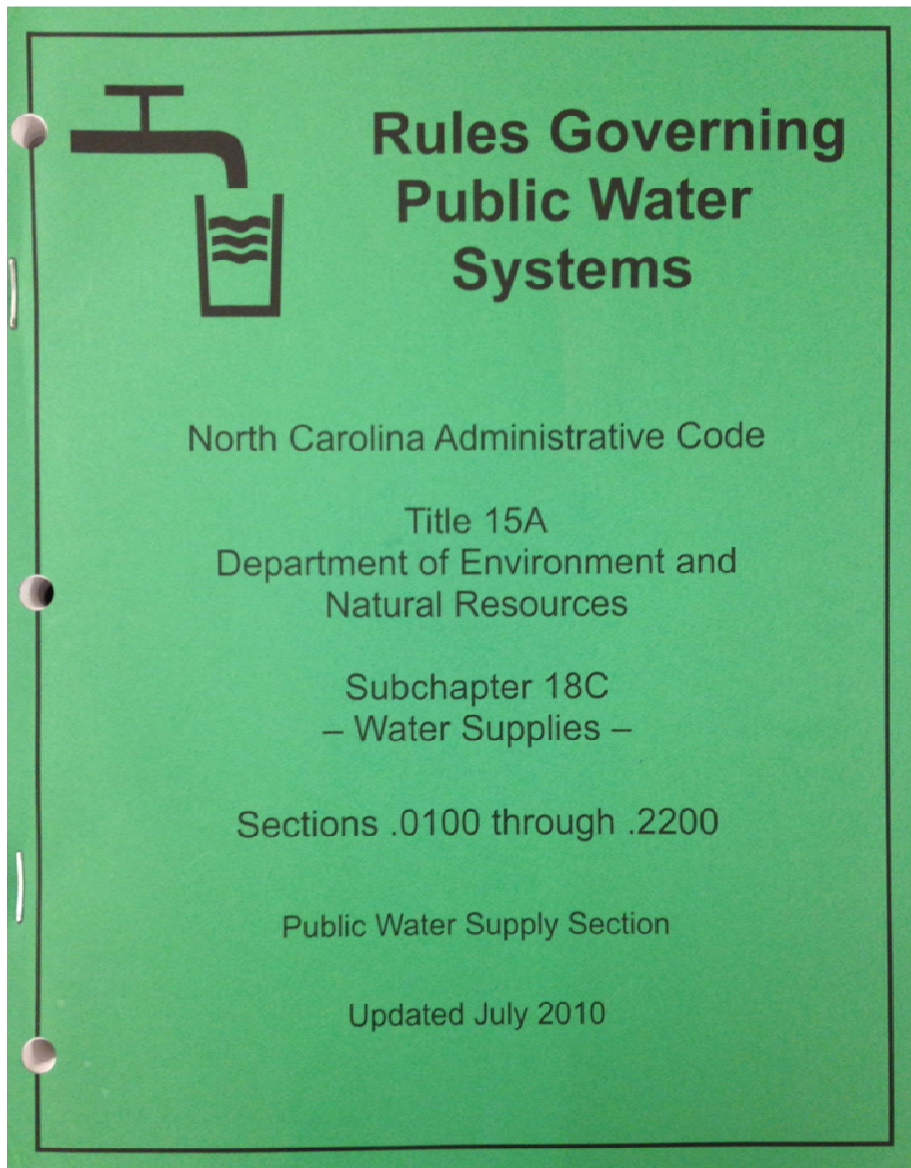 Rules Governing
Public Water
Systems
North Carolina Administrative Code
Title 15A
Department of Environment and
Natural Resources
Subchapter 18C
– Water Supplies –
Sections .0100 through .2200
Public Water Supply Section
Updated July 2010